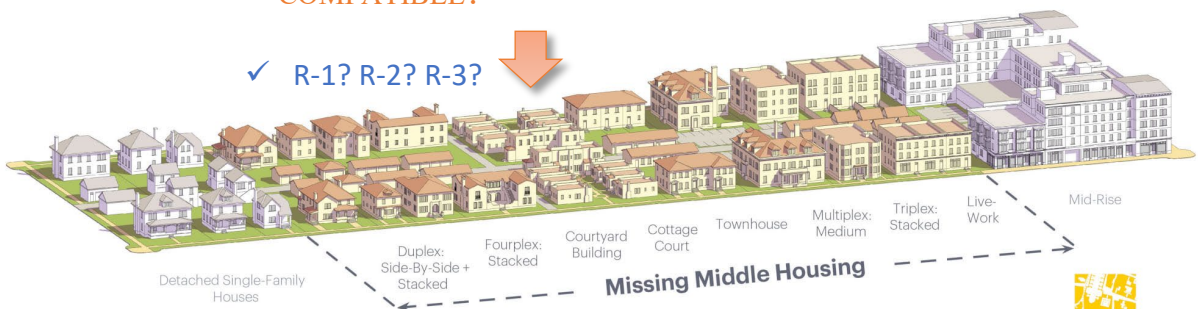 COMPATIBLE?
✓ R-1? R-2? R-3?
Detached Single-Family
Houses
Duplex:
Side-By-Side +
Stacked
Fourplex:
Stacked
Courtyard
Building
Cottage
Court
Townhouse
Multiplex:
Medium
Triplex:
Stacked
Live-
Work
Mid-Rise
Missing Middle Housing